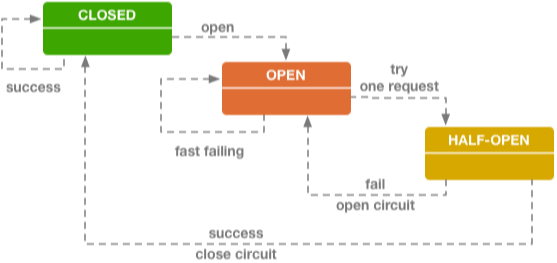 CLOSED
open
success
OPEN
try
one request
fast failing
HALF-OPEN
fail
open circuit
success
close circuit